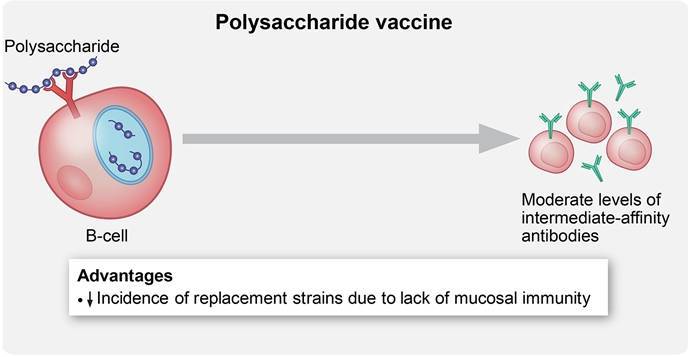 Polysaccharide vaccine
Polysaccharide
B-cell
Moderate levels of
intermediate-affinity
antibodies
Advantages
• ↓ Incidence of replacement strains due to lack of mucosal immunity